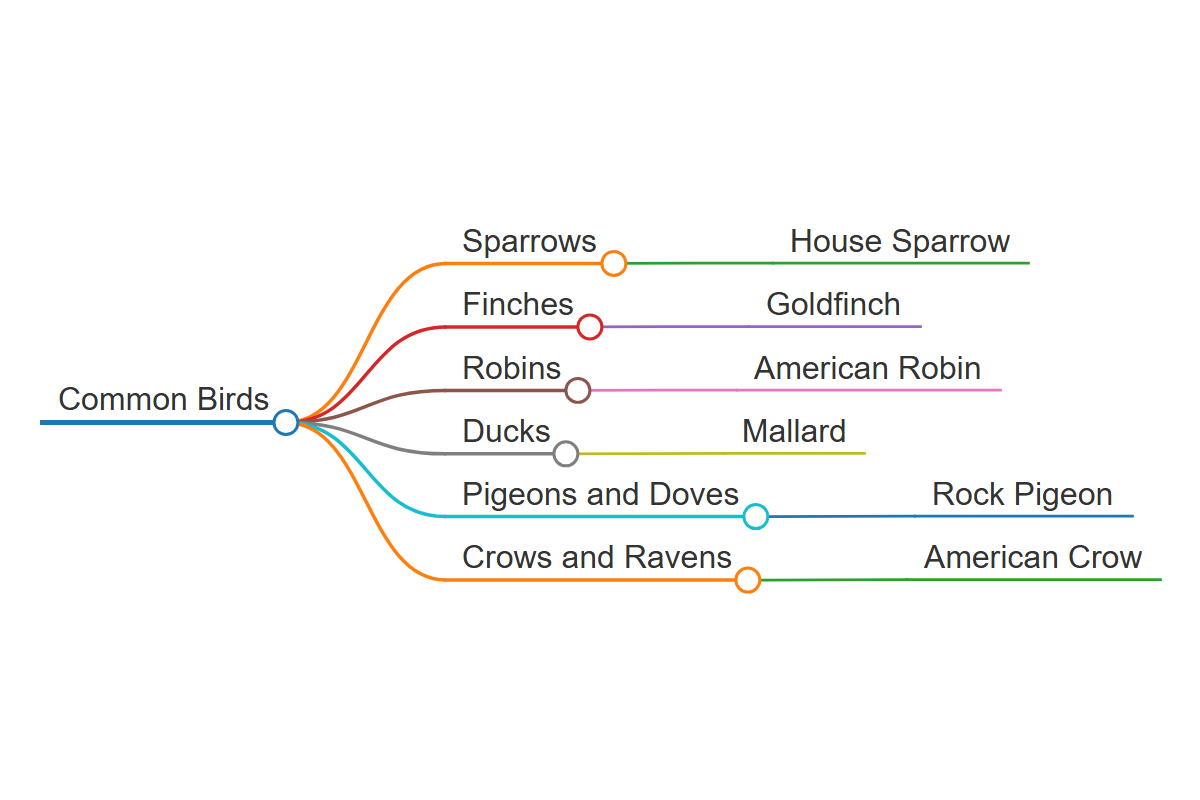 Common Birds
Sparrows
House Sparrow
Finches
Goldfinch
Robins
American Robin
Ducks
Mallard
Pigeons and Doves
Rock Pigeon
Crows and Ravens
American Crow